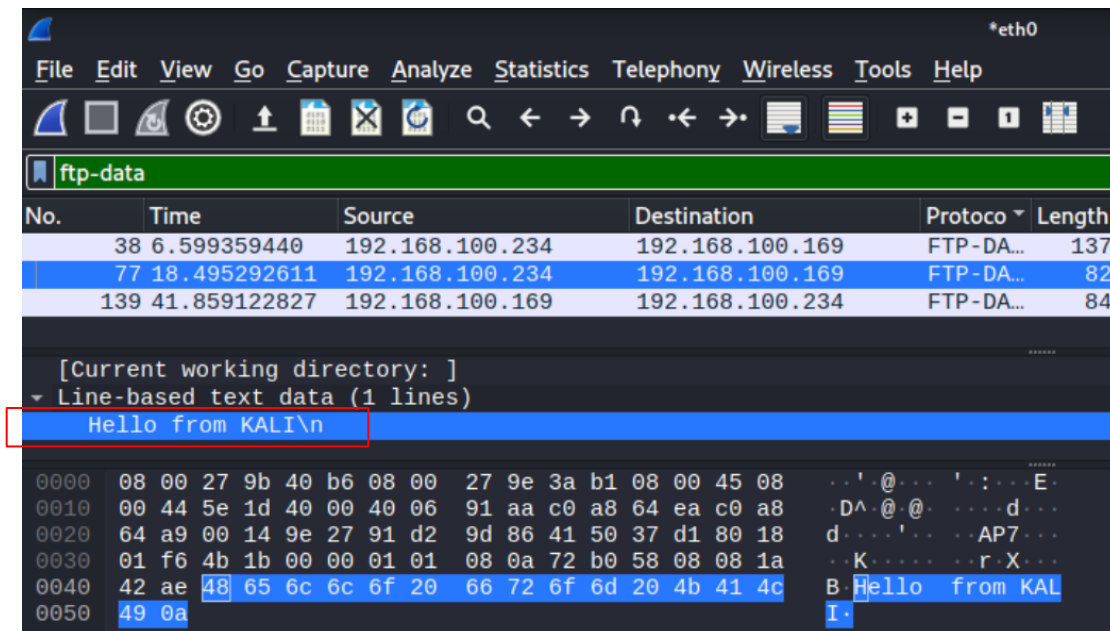 *eth0
File Edit View Go Capture Analyze Statistics Telephony Wireless Tools Help
1
ftp-data
No. Time Source Destination Protoco Length
38 6.599359440 192.168.100.234 192.168.100.169 FTP-DA... 137
77 18.495292611 192.168.100.234 192.168.100.169 FTP-DA... 82
139 41.859122827 192.168.100.169 192.168.100.234 FTP-DA... 84
[Current working directory: ]
Line-based text data (1 lines)
Hello from KALI\n
0000 08 00 27 9b 40 b6 08 00 27 9e 3a b1 08 00 45 08 ··'·@··· '·:···E·
0010 00 44 5e 1d 40 00 40 06 91 aa c0 a8 64 ea c0 a8 ·D^·@·@· ····d···
0020 64 a9 00 14 9e 27 91 d2 9d 86 41 50 37 d1 80 18 d····'·· ··AP7···
0030 01 f6 4b 1b 00 00 01 01 08 0a 72 b0 58 08 08 1a ··K····· ··r·X···
0040 42 ae 48 65 6c 6c 6f 20 66 72 6f 6d 20 4b 41 4c B·Hello from KAL
0050 49 0a I·